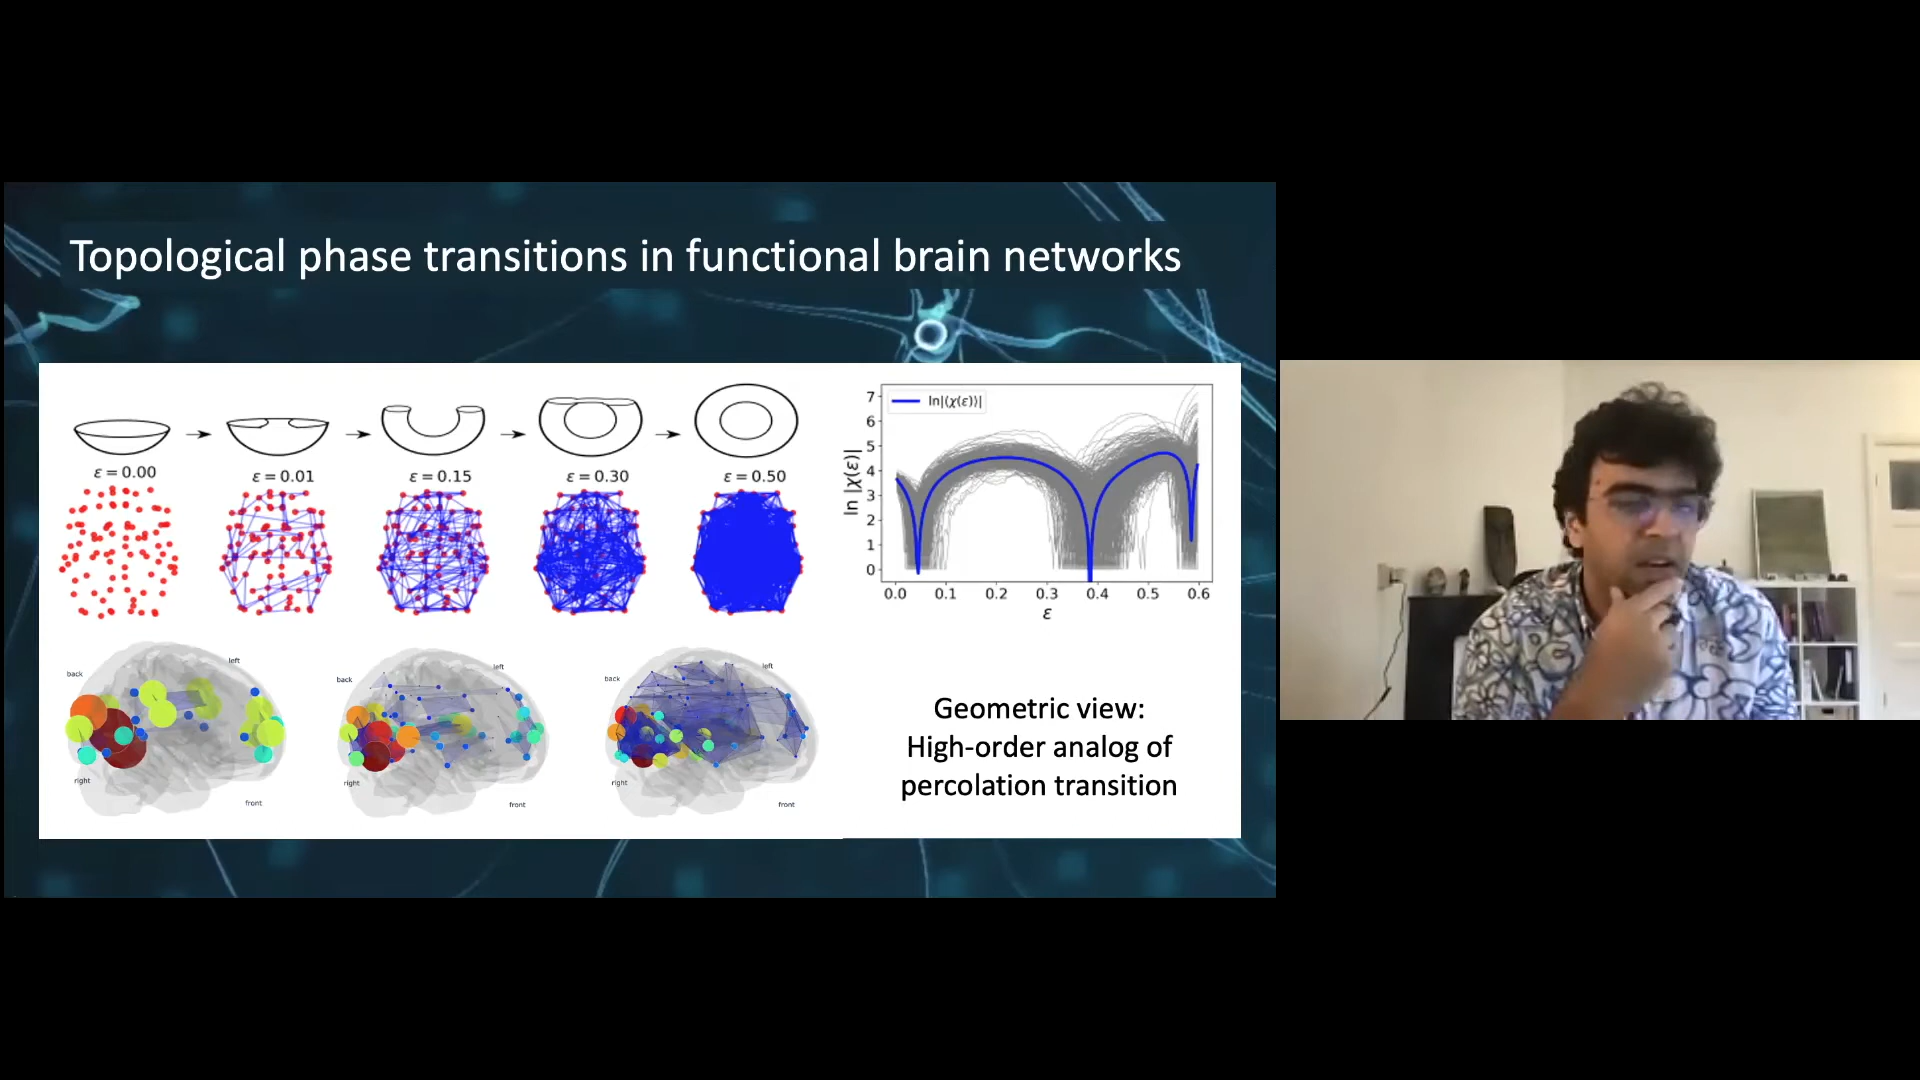 Topological phase transitions in functional brain networks
ε = 0.00
ε = 0.01
ε = 0.15
ε = 0.30
ε = 0.50
ln|⟨χ(ε)⟩|
ln |χ(ε)|
7
6
5
4
3
2
1
0
0.0 0.1 0.2 0.3 0.4 0.5 0.6
ε
back
left
right
front
back
left
right
front
back
left
right
front
Geometric view:
High-order analog of
percolation transition